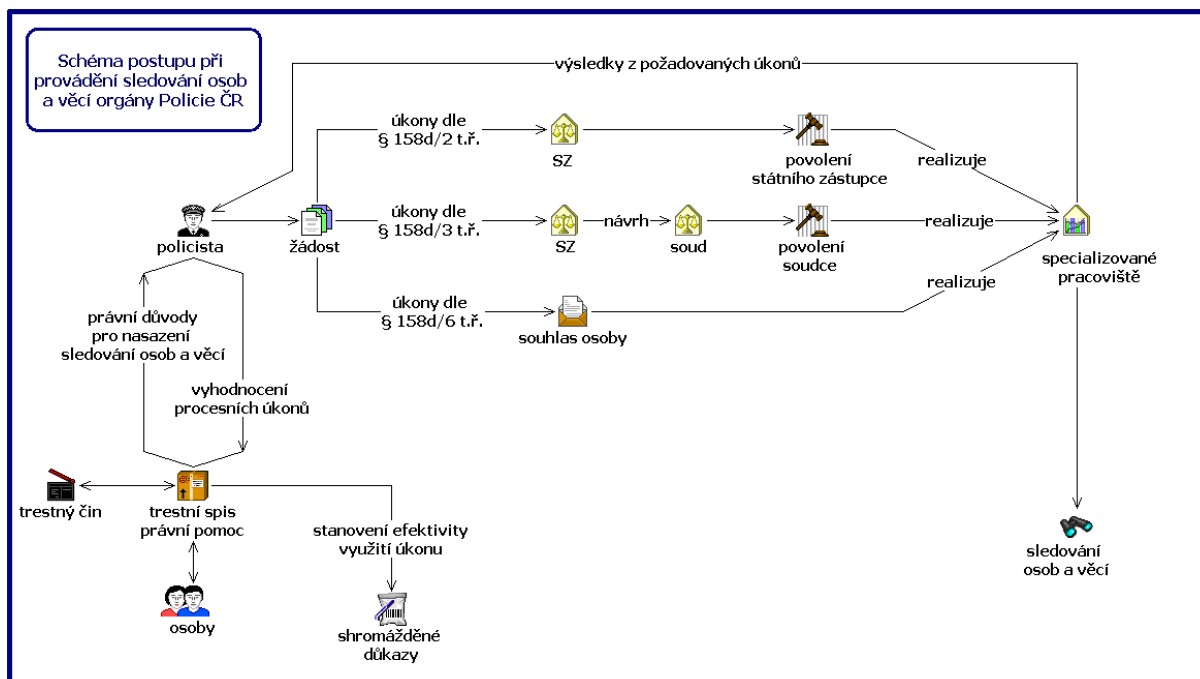 Schéma postupu při
provádění sledování osob
a věcí orgány Policie ČR
výsledky z požadovaných úkonů
úkony dle
§ 158d/2 t.ř.
SZ
povolení
státního zástupce
realizuje
policista
žádost
úkony dle
§ 158d/3 t.ř.
SZ
návrh
soud
povolení
soudce
realizuje
specializované
pracoviště
úkony dle
§ 158d/6 t.ř.
souhlas osoby
realizuje
právní důvody
pro nasazení
sledování osob a věcí
vyhodnocení
procesních úkonů
trestný čin
trestní spis
právní pomoc
stanovení efektivity
využití úkonu
sledování
osob a věcí
osoby
shromážděné
důkazy